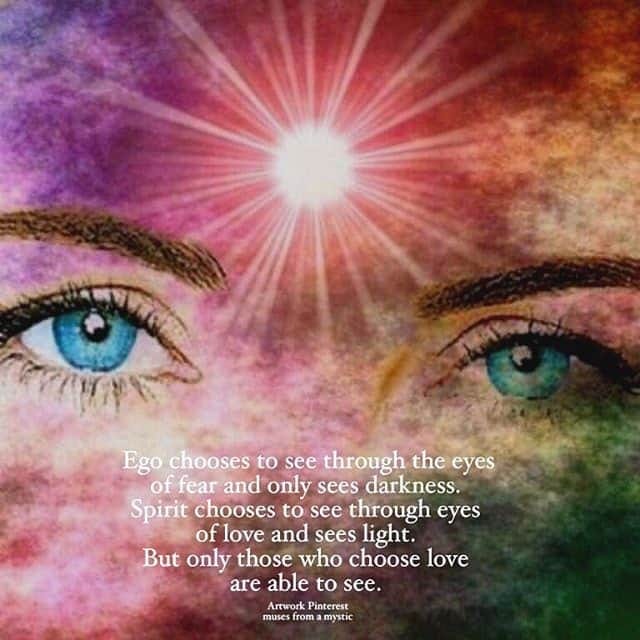 Ego chooses to see through the eyes
of fear and only sees darkness.
Spirit chooses to see through eyes
of love and sees light.
But only those who choose love
are able to see.
Artwork Pinterest
muses from a mystic